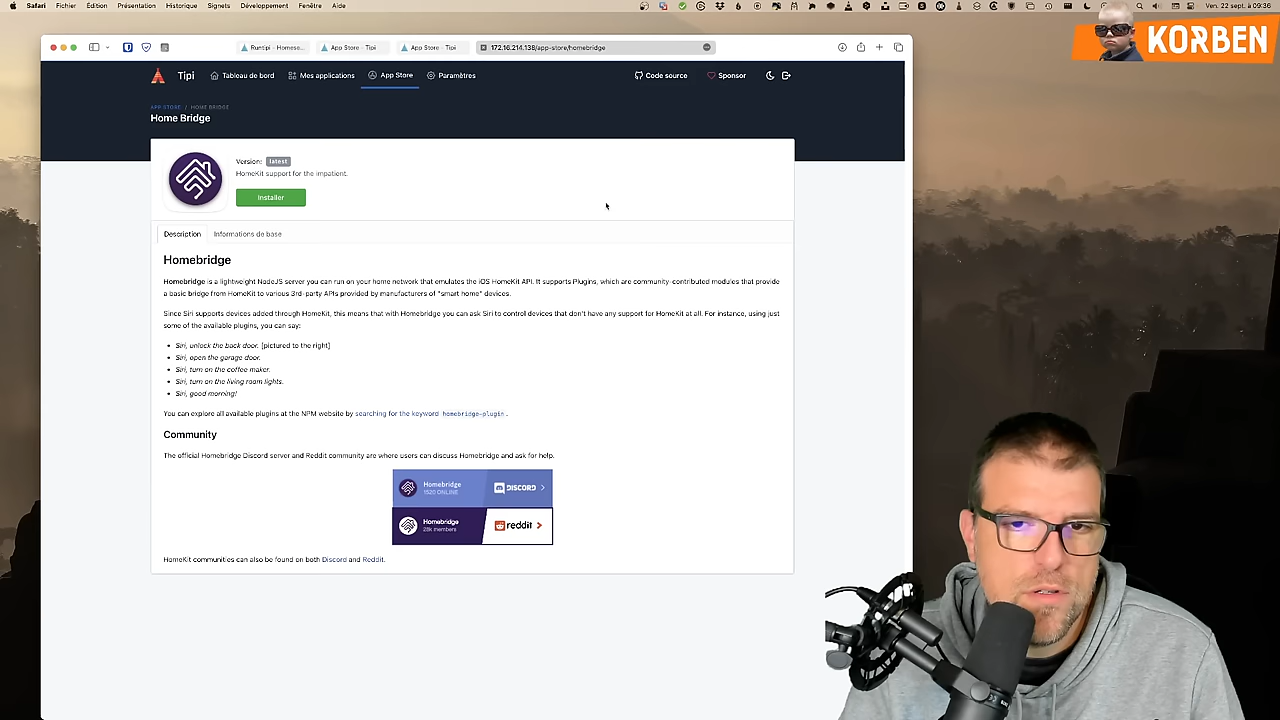 Safari Fichier Édition Présentation Historique Signets Développement Fenêtre Aide
Ven. 22 sept. à 09:36
KORBEN
Runtipi - Homese...
App Store - Tipi
App Store - Tipi
172.16.214.138/app-store/homebridge
Tipi
Tableau de bord
Mes applications
App Store
Paramètres
Code source
Sponsor
APP STORE / HOME BRIDGE
Home Bridge
Version: latest
HomeKit support for the impatient.
Installer
Description
Informations de base
Homebridge
Homebridge is a lightweight NodeJS server you can run on your home network that emulates the iOS HomeKit API. It supports Plugins, which are community-contributed modules that provide
a basic bridge from HomeKit to various 3rd-party APIs provided by manufacturers of "smart home" devices.
Since Siri supports devices added through HomeKit, this means that with Homebridge you can ask Siri to control devices that don't have any support for HomeKit at all. For instance, using just
some of the available plugins, you can say:
• Siri, unlock the back door. [pictured to the right]
• Siri, open the garage door.
• Siri, turn on the coffee maker.
• Siri, turn on the living room lights.
• Siri, good morning!
You can explore all available plugins at the NPM website by searching for the keyword homebridge-plugin.
Community
The official Homebridge Discord server and Reddit community are where users can discuss Homebridge and ask for help.
Homebridge
1520 ONLINE
DISCORD
Homebridge
28k members
reddit
HomeKit communities can also be found on both Discord and Reddit.